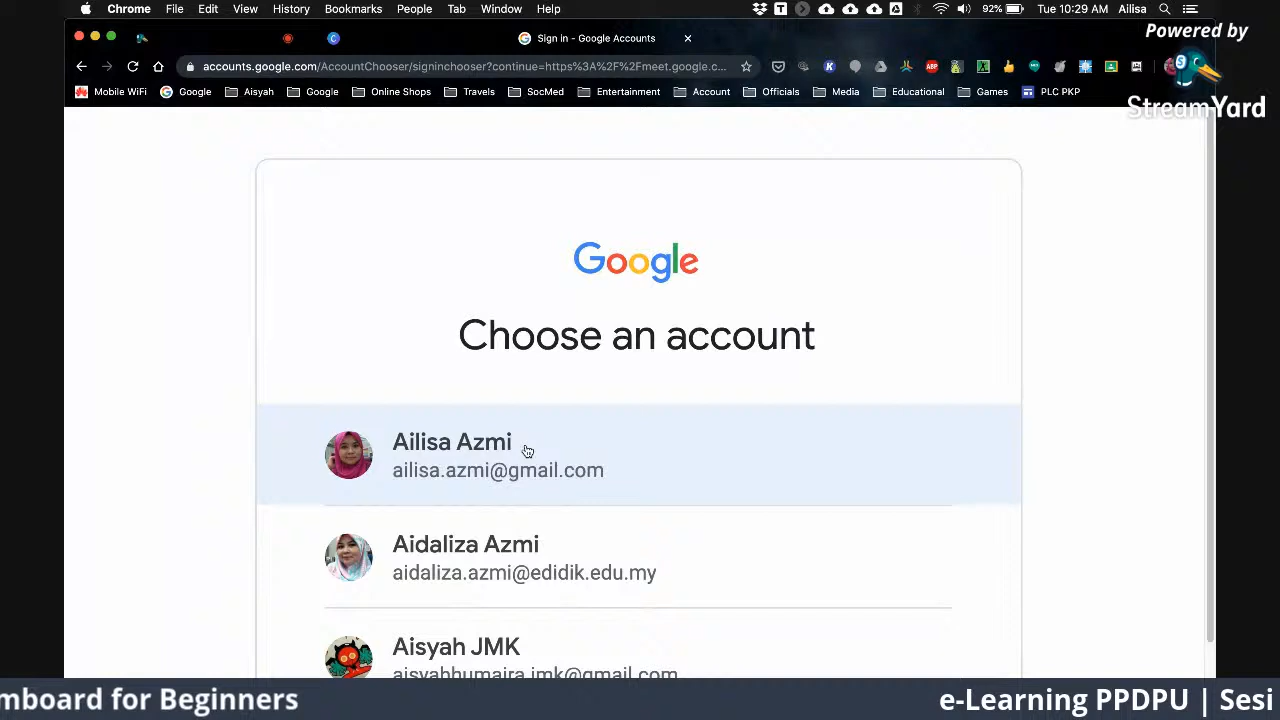 Chrome File Edit View History Bookmarks People Tab Window Help 92% Tue 10:29 AM Ailisa
Powered by
StreamYard
Sign in - Google Accounts
accounts.google.com/AccountChooser/signinchooser?continue=https%3A%2F%2Fmeet.google.c...
Mobile WiFi Google Aisyah Google Online Shops Travels SocMed Entertainment Account Officials Media Educational Games PLC PKP
Google
Choose an account
Ailisa Azmi
ailisa.azmi@gmail.com
Aidaliza Azmi
aidaliza.azmi@edidik.edu.my
Aisyah JMK
aisyahhumaira.jmk@gmail.com
mboard for Beginners e-Learning PPDPU | Sesi